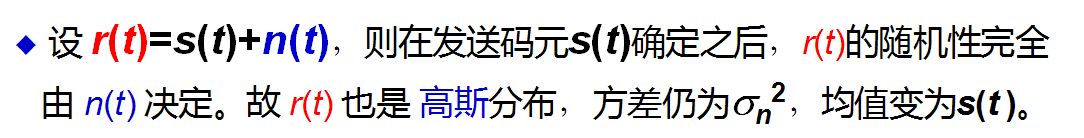 ◆ 设 r(t)=s(t)+n(t)，则在发送码元s(t)确定之后，r(t)的随机性完全
由 n(t) 决定。故 r(t) 也是 高斯分布，方差仍为σn²，均值变为s(t)。